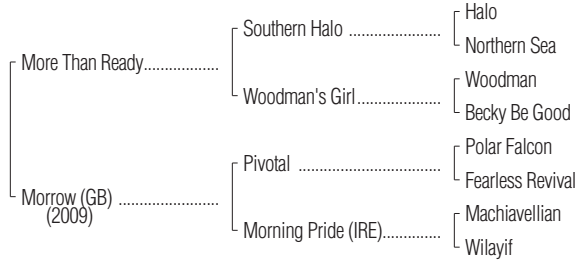 Halo
Southern Halo ..................
Northern Sea
More Than Ready...............
Woodman
Woodman's Girl.................
Becky Be Good
Polar Falcon
Pivotal .............................
Fearless Revival
Morrow (GB) ....................
(2009)
Machiavellian
Morning Pride (IRE)............
Wilayif